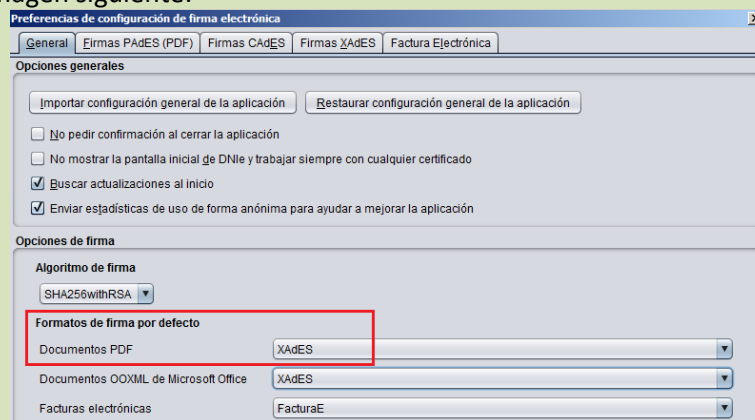 Preferencias de configuración de firma electrónica
General Firmas PAdES (PDF) Firmas CAdES Firmas XAdES Factura Electrónica
Opciones generales
Importar configuración general de la aplicación Restaurar configuración general de la aplicación
No pedir confirmación al cerrar la aplicación
No mostrar la pantalla inicial de DNIe y trabajar siempre con cualquier certificado
Buscar actualizaciones al inicio
Enviar estadísticas de uso de forma anónima para ayudar a mejorar la aplicación
Opciones de firma
Algoritmo de firma
SHA256withRSA
Formatos de firma por defecto
Documentos PDF XAdES
Documentos OOXML de Microsoft Office XAdES
Facturas electrónicas FacturaE